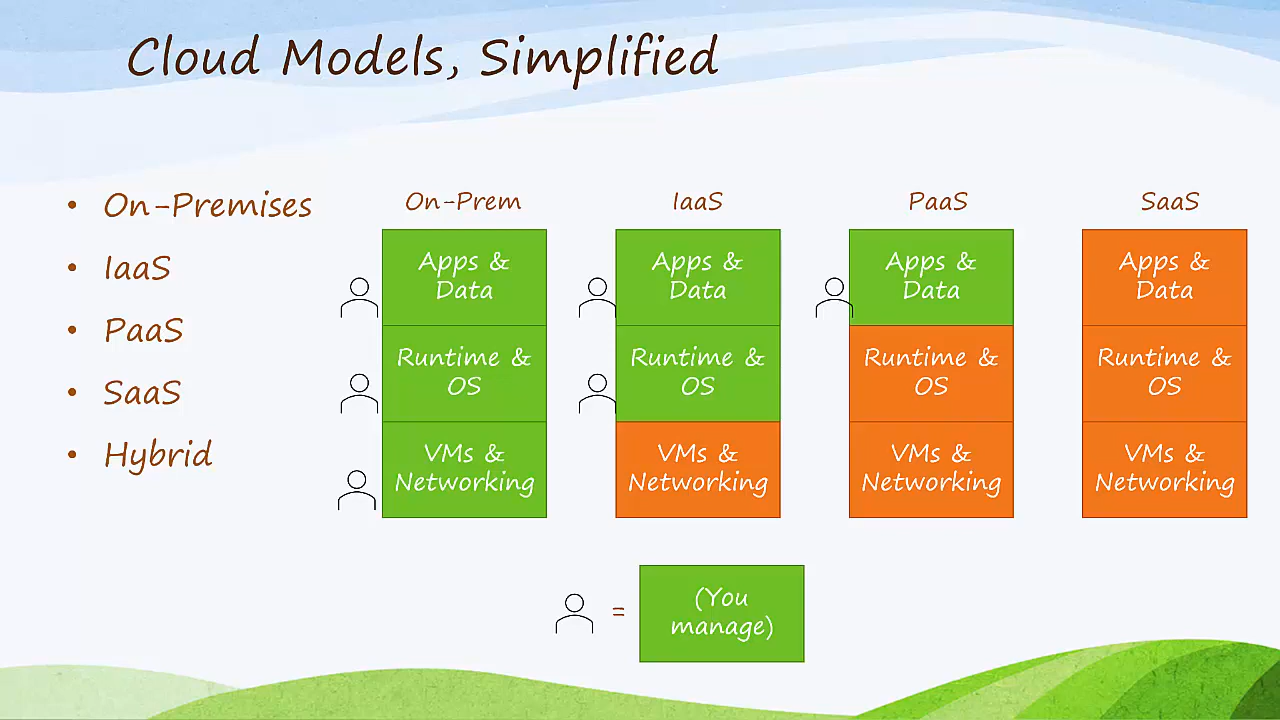 Cloud Models, Simplified
• On-Premises
• IaaS
• PaaS
• SaaS
• Hybrid
On-Prem
Apps &
Data
Runtime &
OS
VMs &
Networking
IaaS
Apps &
Data
Runtime &
OS
VMs &
Networking
PaaS
Apps &
Data
Runtime &
OS
VMs &
Networking
SaaS
Apps &
Data
Runtime &
OS
VMs &
Networking
=
(You
manage)